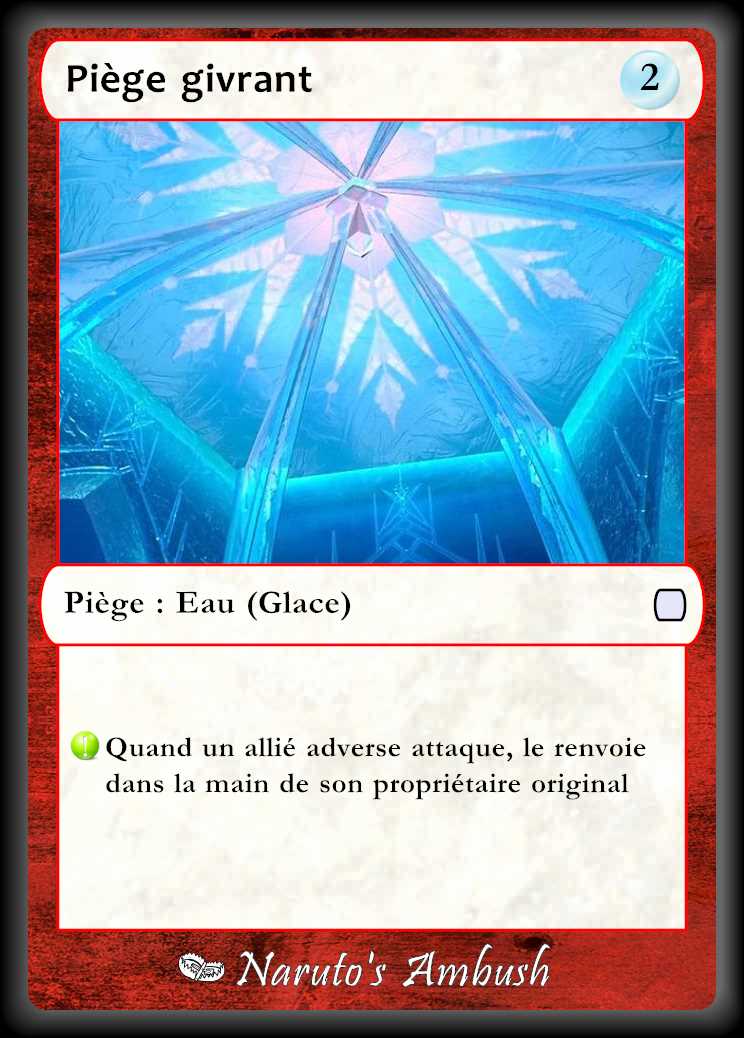 Piège givrant
2
Piège : Eau (Glace)
! Quand un allié adverse attaque, le renvoie
dans la main de son propriétaire original
Naruto's Ambush